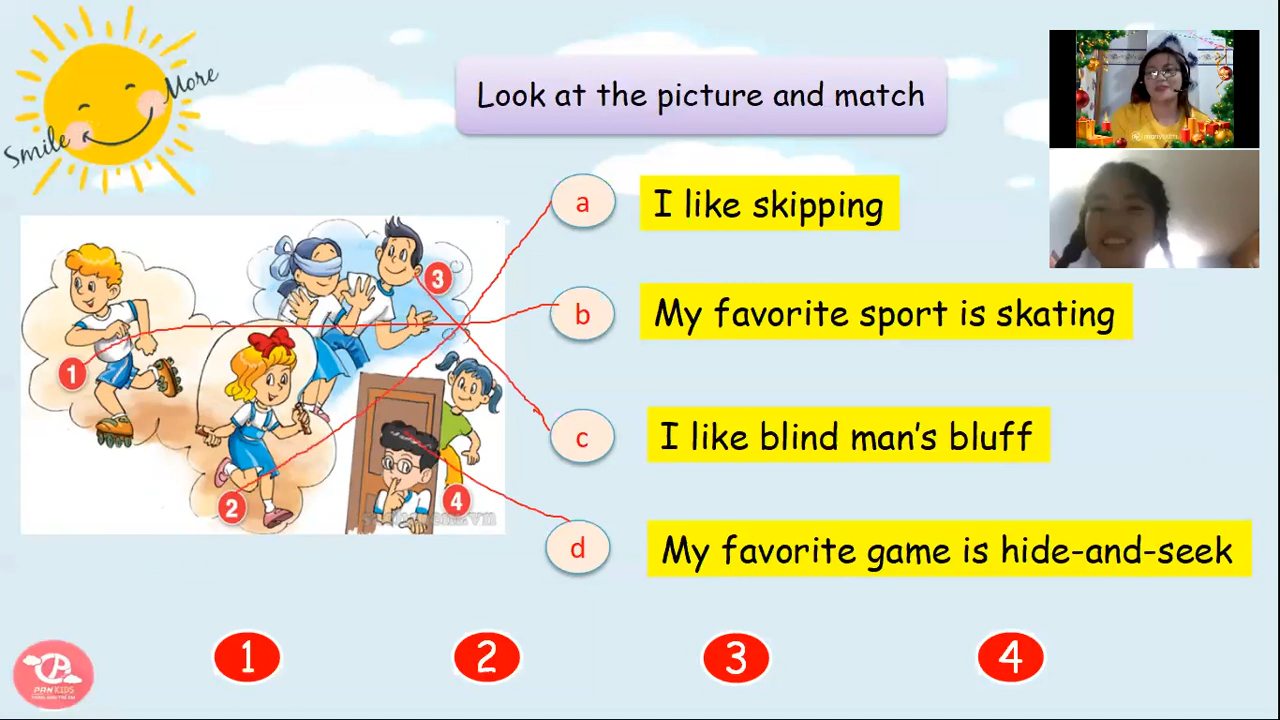 Smile More
Look at the picture and match
a I like skipping
b My favorite sport is skating
c I like blind man's bluff
d My favorite game is hide-and-seek
1
2
3
4
1 2 3 4
PAN KIDS